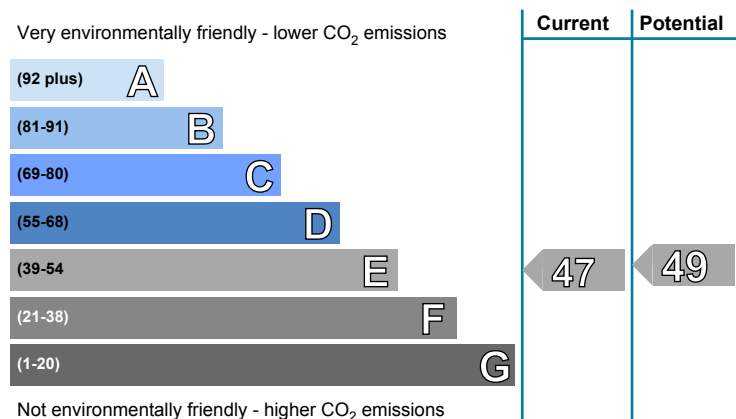 Current Potential
Very environmentally friendly - lower CO₂ emissions
(92 plus) A
(81-91) B
(69-80) C
(55-68) D
(39-54 E 47 49
(21-38) F
(1-20) G
Not environmentally friendly - higher CO₂ emissions